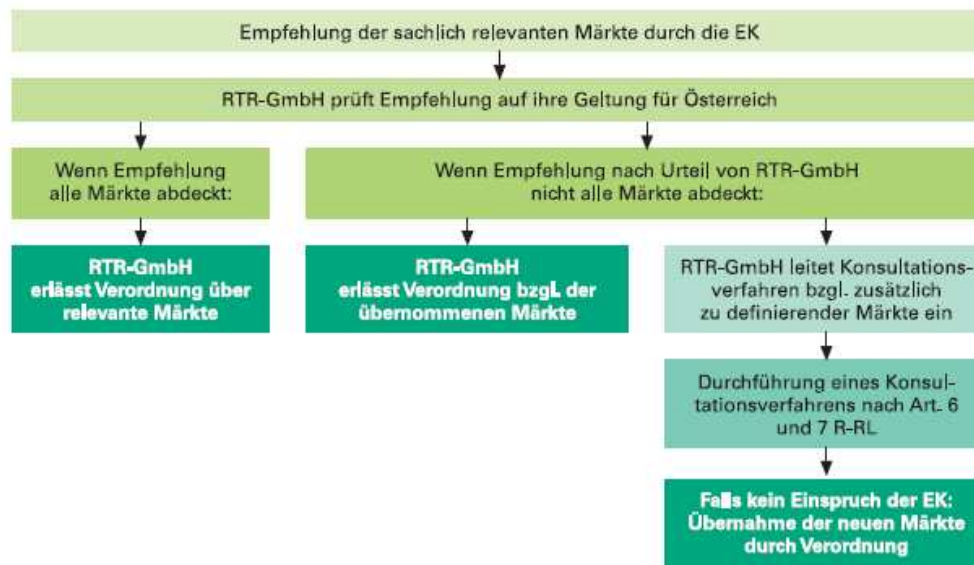 Empfehlung der sachlich relevanten Märkte durch die EK
RTR-GmbH prüft Empfehlung auf ihre Geltung für Österreich
Wenn Empfehlung
alle Märkte abdeckt:
Wenn Empfehlung nach Urteil von RTR-GmbH
nicht alle Märkte abdeckt:
RTR-GmbH
erlässt Verordnung über
relevante Märkte
RTR-GmbH
erlässt Verordnung bzgl. der
übernommenen Märkte
RTR-GmbH leitet Konsultations-
verfahren bzgl. zusätzlich
zu definierender Märkte ein
Durchführung eines Konsul-
tationsverfahrens nach Art. 6
und 7 R-RL
Falls kein Einspruch der EK:
Übernahme der neuen Märkte
durch Verordnung